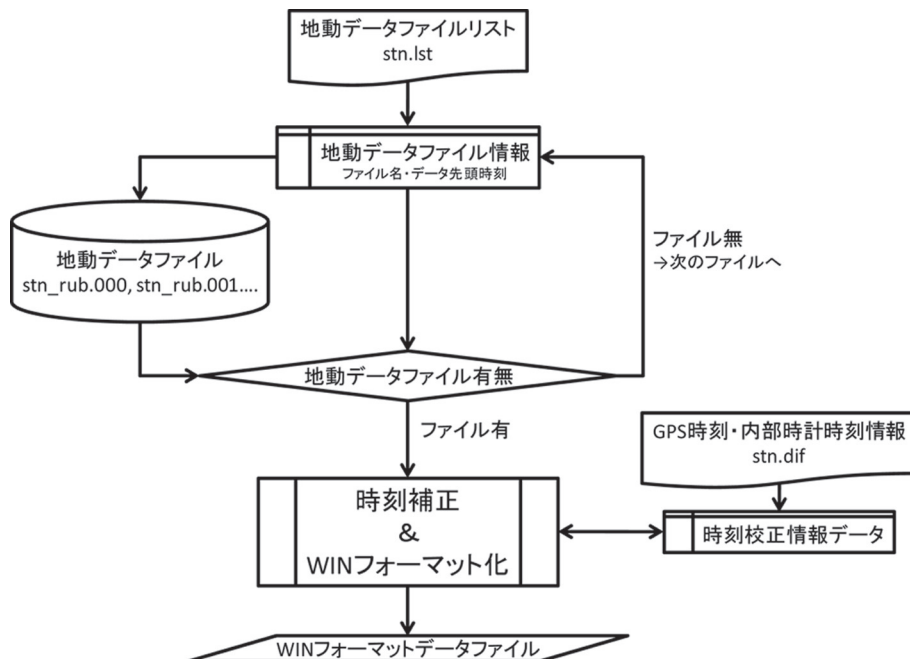 地動データファイルリスト
stn.lst
地動データファイル情報
ファイル名・データ先頭時刻
地動データファイル
stn_rub.000, stn_rub.001....
ファイル無
→次のファイルへ
地動データファイル有無
ファイル有
GPS時刻・内部時計時刻情報
stn.dif
時刻補正
&
WINフォーマット化
時刻校正情報データ
WINフォーマットデータファイル